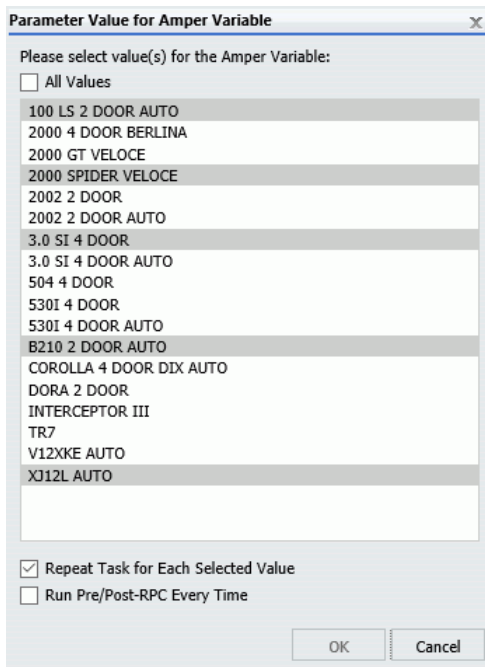 Parameter Value for Amper Variable x
Please select value(s) for the Amper Variable:
All Values
100 LS 2 DOOR AUTO
2000 4 DOOR BERLINA
2000 GT VELOCE
2000 SPIDER VELOCE
2002 2 DOOR
2002 2 DOOR AUTO
3.0 SI 4 DOOR
3.0 SI 4 DOOR AUTO
504 4 DOOR
530I 4 DOOR
530I 4 DOOR AUTO
B210 2 DOOR AUTO
COROLLA 4 DOOR DIX AUTO
DORA 2 DOOR
INTERCEPTOR III
TR7
V12XKE AUTO
XJ12L AUTO
Repeat Task for Each Selected Value
Run Pre/Post-RPC Every Time
OK Cancel